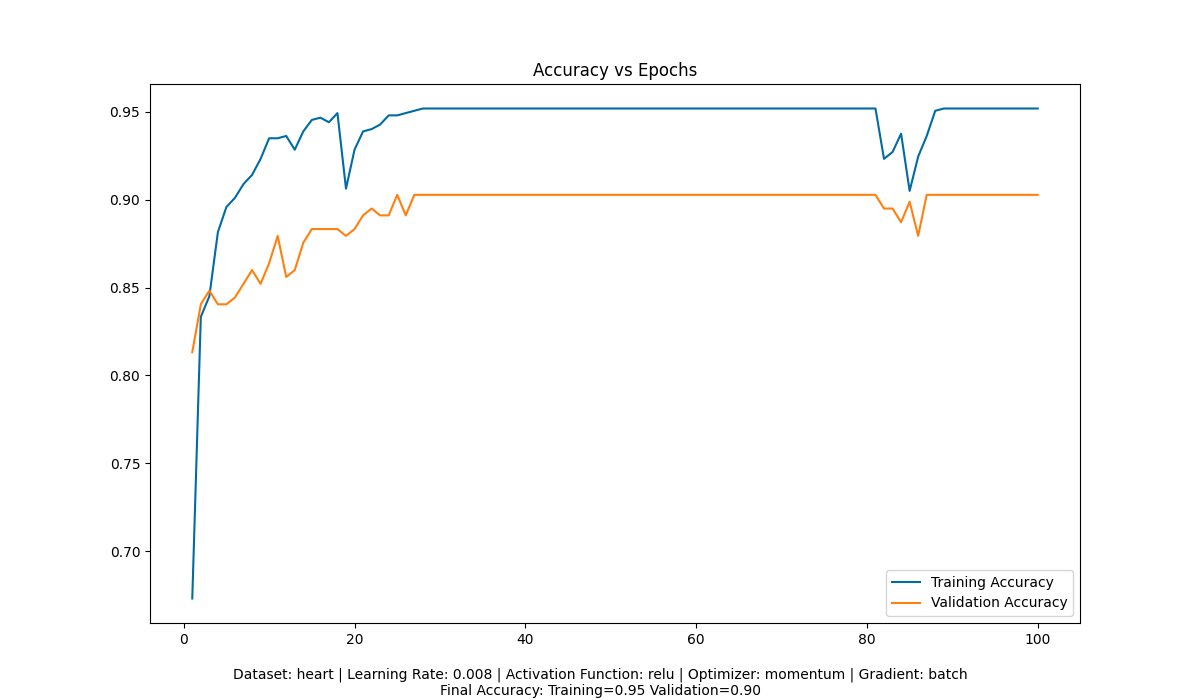 Accuracy vs Epochs
0.95
0.90
0.85
0.80
0.75
0.70
Training Accuracy
Validation Accuracy
0 20 40 60 80 100
Dataset: heart | Learning Rate: 0.008 | Activation Function: relu | Optimizer: momentum | Gradient: batch
Final Accuracy: Training=0.95 Validation=0.90